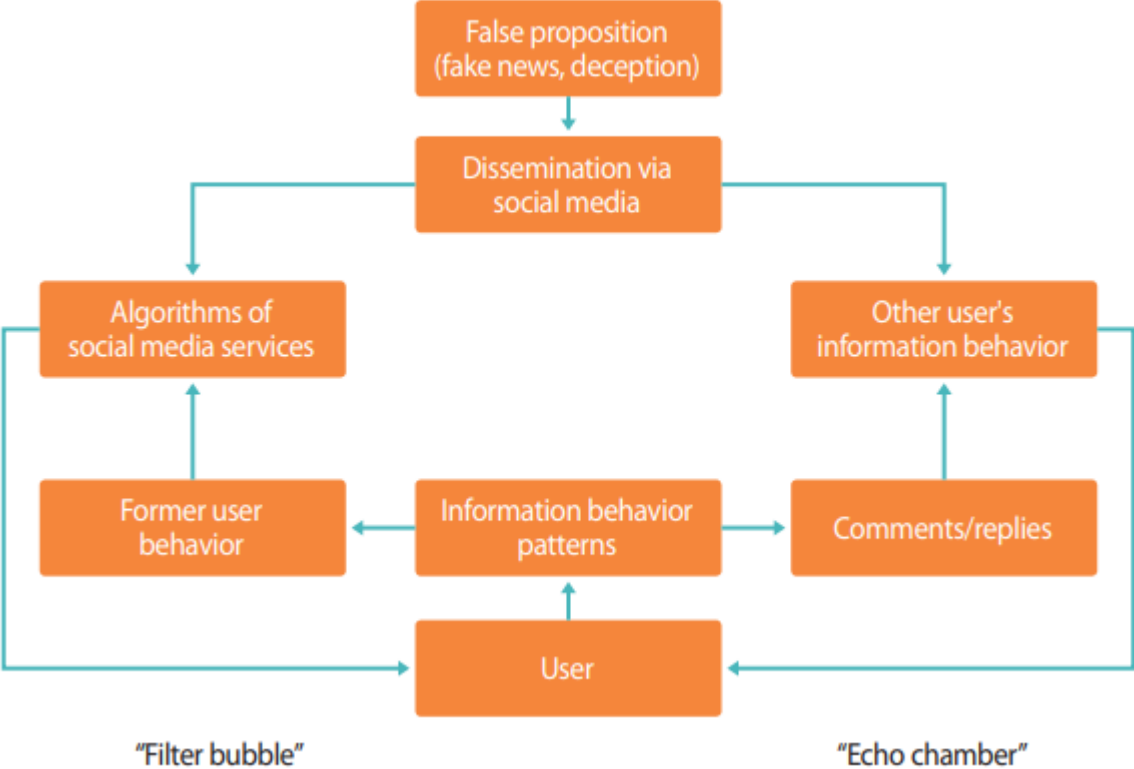 False proposition
(fake news, deception)
Dissemination via
social media
Algorithms of
social media services
Other user's
information behavior
Former user
behavior
Information behavior
patterns
Comments/replies
User
“Filter bubble”
“Echo chamber”